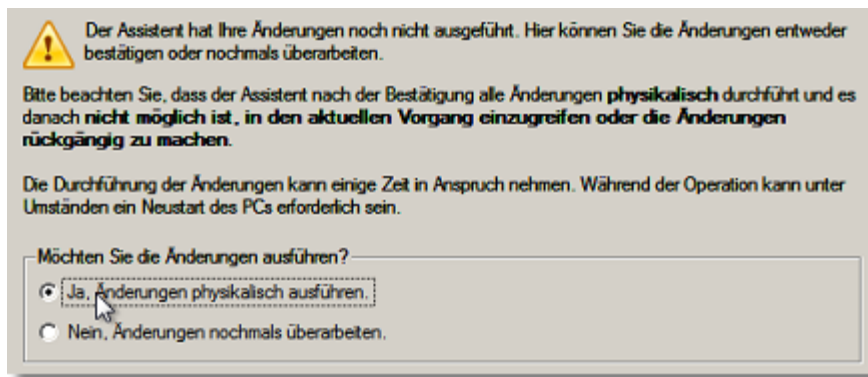 Der Assistent hat Ihre Änderungen noch nicht ausgeführt. Hier können Sie die Änderungen entweder
bestätigen oder nochmals überarbeiten.
Bitte beachten Sie, dass der Assistent nach der Bestätigung alle Änderungen physikalisch durchführt und es
danach nicht möglich ist, in den aktuellen Vorgang einzugreifen oder die Änderungen
rückgängig zu machen.
Die Durchführung der Änderungen kann einige Zeit in Anspruch nehmen. Während der Operation kann unter
Umständen ein Neustart des PCs erforderlich sein.
Möchten Sie die Änderungen ausführen?
Ja, Änderungen physikalisch ausführen.
Nein, Änderungen nochmals überarbeiten.